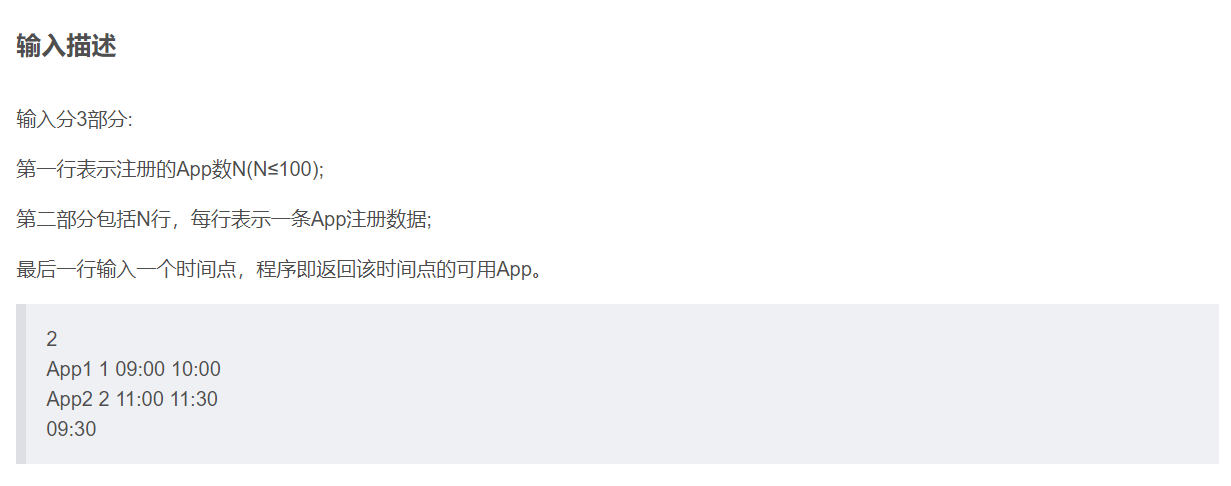 输入描述
输入分3部分:
第一行表示注册的App数N(N≤100);
第二部分包括N行，每行表示一条App注册数据;
最后一行输入一个时间点，程序即返回该时间点的可用App。
2
App1 1 09:00 10:00
App2 2 11:00 11:30
09:30